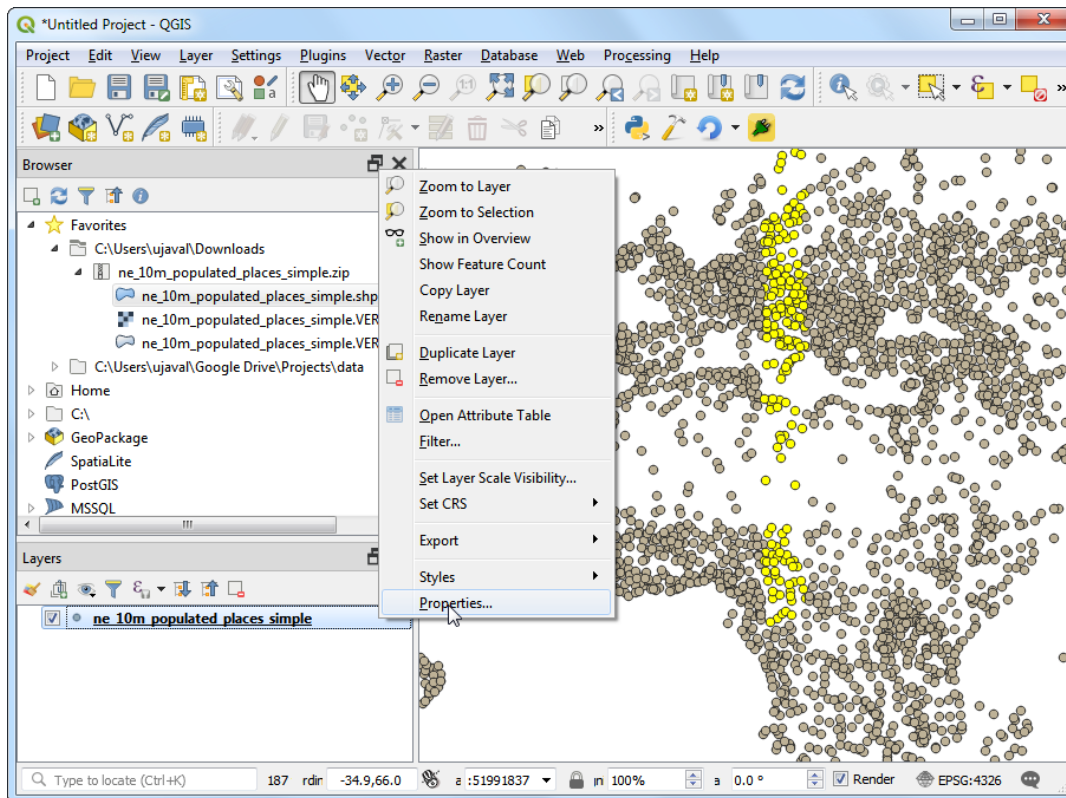 *Untitled Project - QGIS
Project Edit View Layer Settings Plugins Vector Raster Database Web Processing Help
Browser
Favorites
C:\Users\ujaval\Downloads
ne_10m_populated_places_simple.zip
ne_10m_populated_places_simple.shp
ne_10m_populated_places_simple.VER
ne_10m_populated_places_simple.VER
C:\Users\ujaval\Google Drive\Projects\data
Home
C:\
GeoPackage
SpatiaLite
PostGIS
MSSQL
Layers
ne_10m_populated_places_simple
Zoom to Layer
Zoom to Selection
Show in Overview
Show Feature Count
Copy Layer
Rename Layer
Duplicate Layer
Remove Layer...
Open Attribute Table
Filter...
Set Layer Scale Visibility...
Set CRS
Export
Styles
Properties...
Type to locate (Ctrl+K) 187 rdir -34.9,66.0 :51991837 100% 0.0 ° Render EPSG:4326